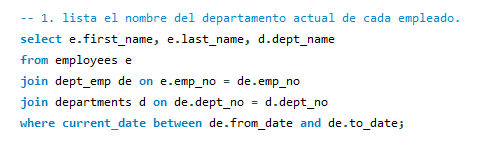 -- 1. lista el nombre del departamento actual de cada empleado.
select e.first_name, e.last_name, d.dept_name
from employees e
join dept_emp de on e.emp_no = de.emp_no
join departments d on de.dept_no = d.dept_no
where current_date between de.from_date and de.to_date;